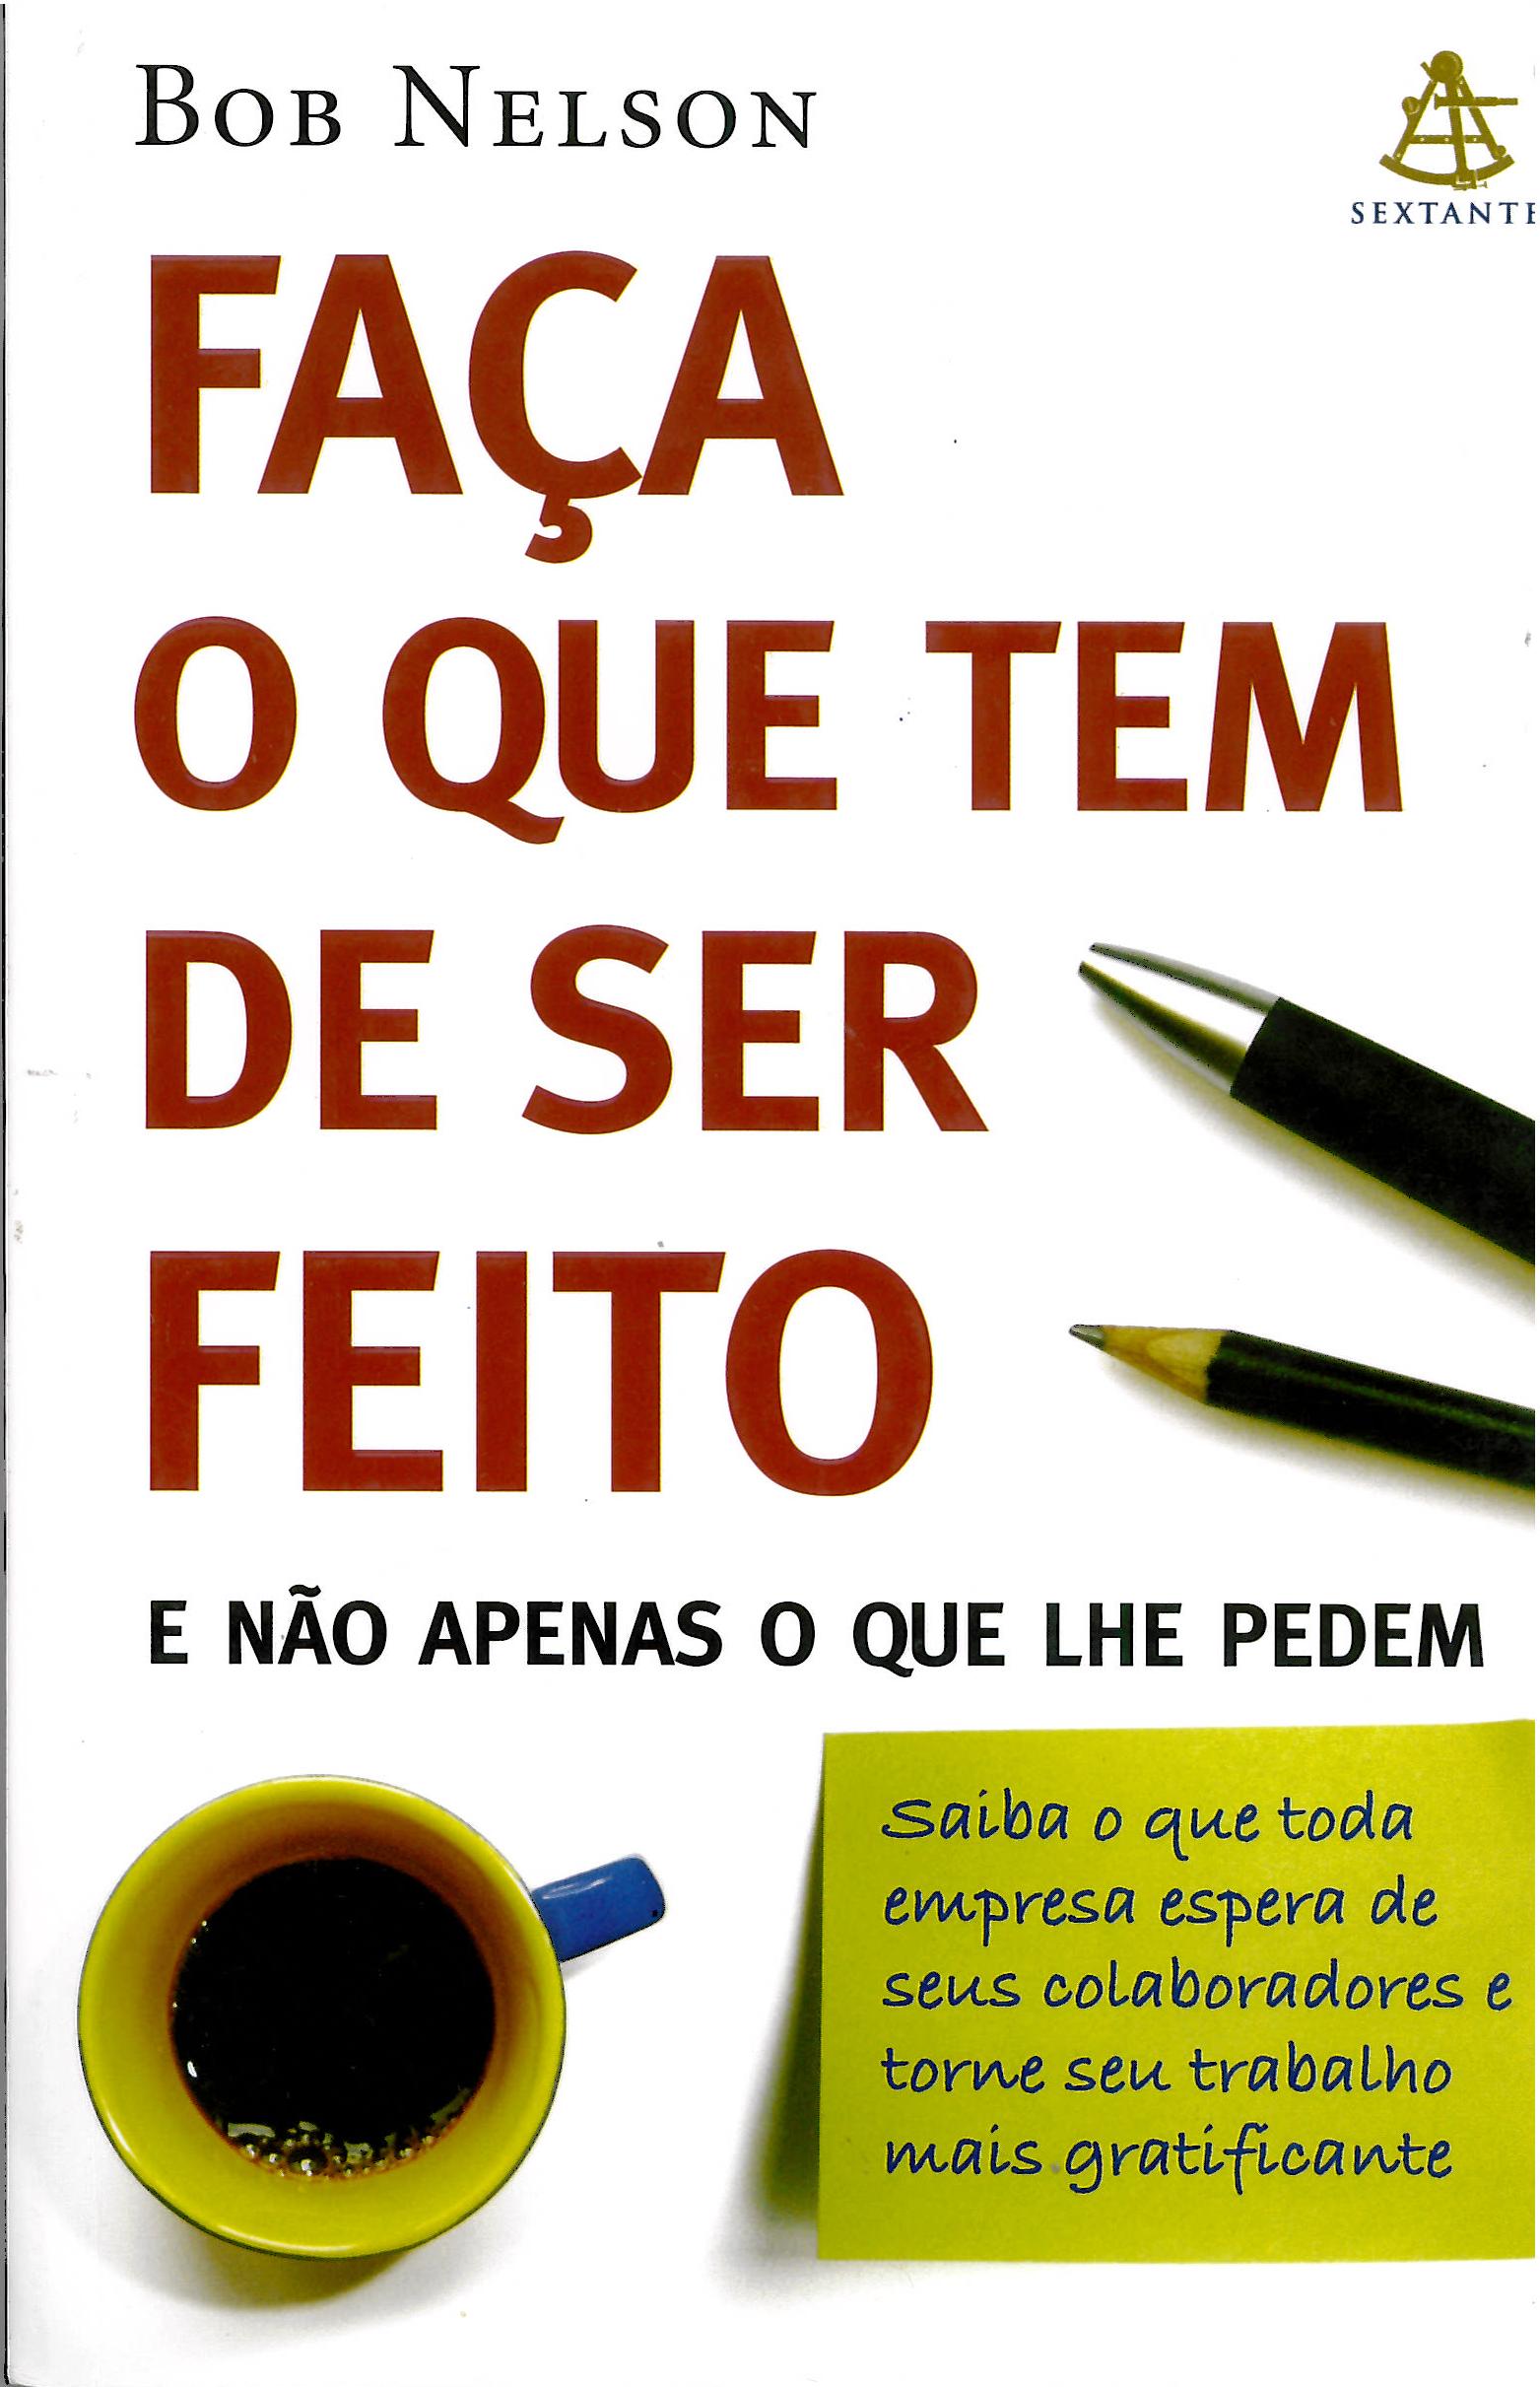 BOB NELSON
SEXTANTE
FAÇA
O QUE TEM
DE SER
FEITO
E NÃO APENAS O QUE LHE PEDEM
Saiba o que toda
empresa espera de
seus colaboradores e
torne seu trabalho
mais gratificante